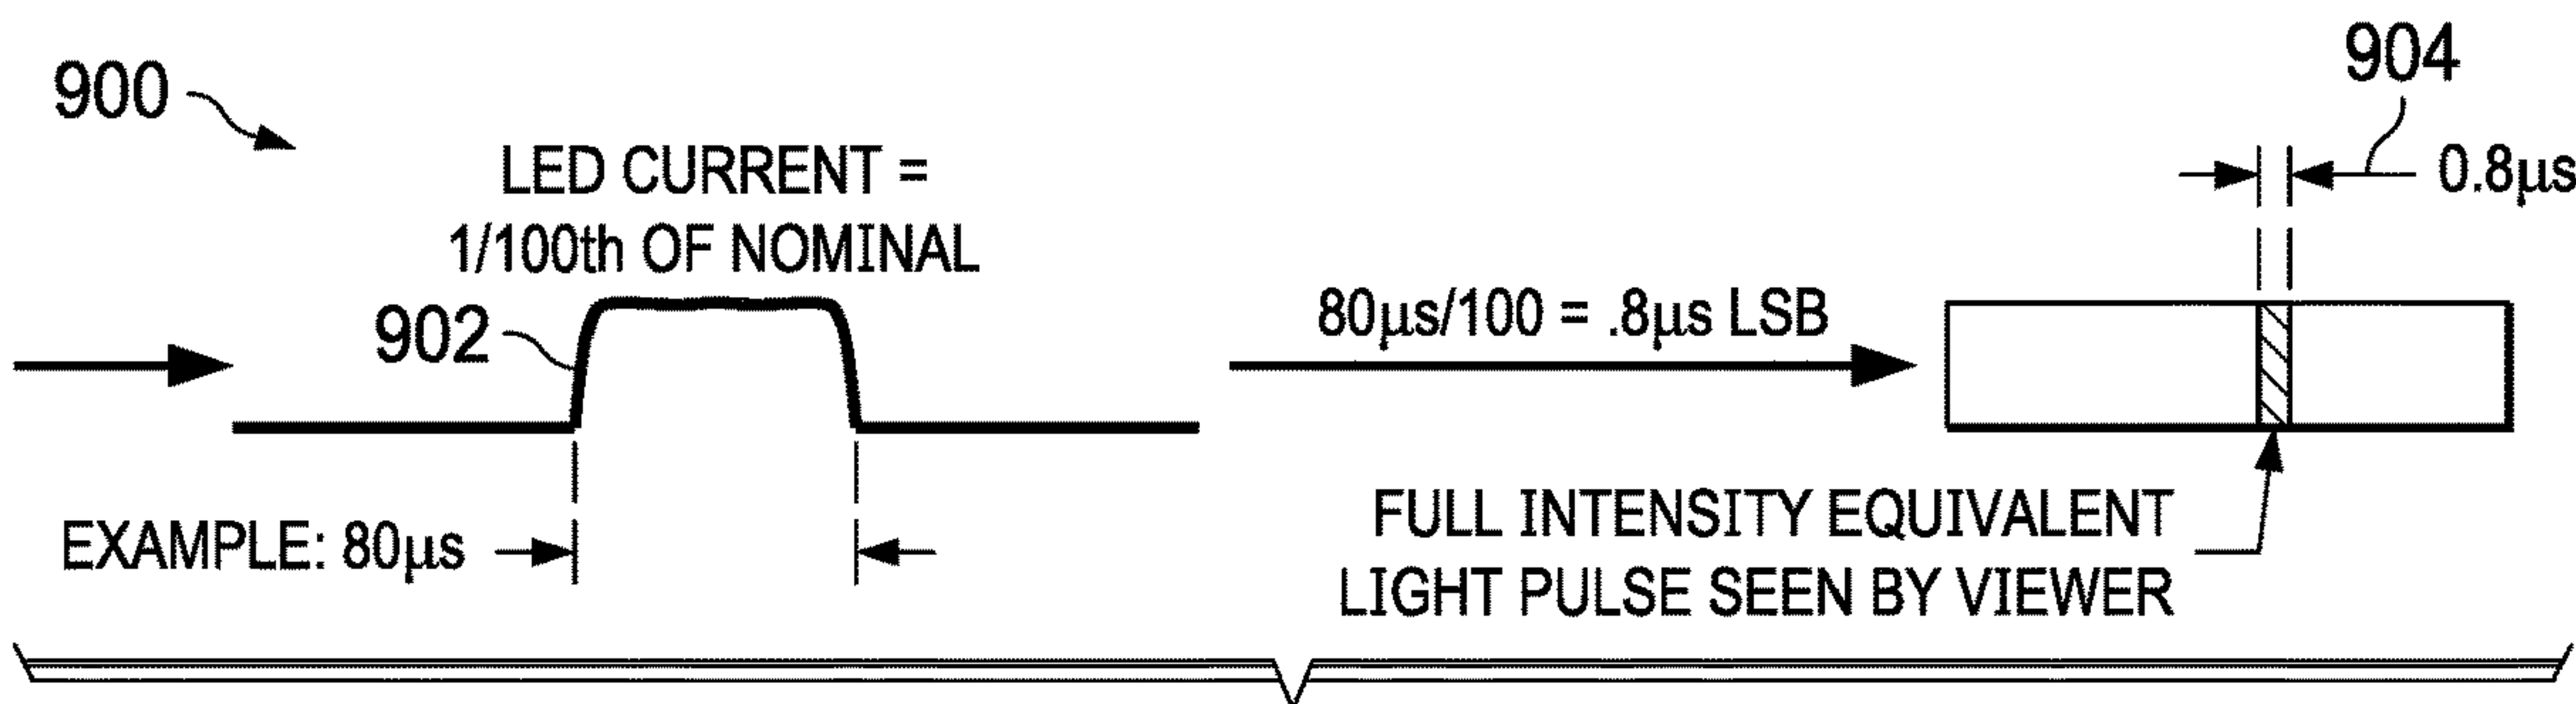 900
LED CURRENT =
1/100th OF NOMINAL
902
EXAMPLE: 80μs
80μs/100 = .8μs LSB
904
0.8μs
FULL INTENSITY EQUIVALENT
LIGHT PULSE SEEN BY VIEWER